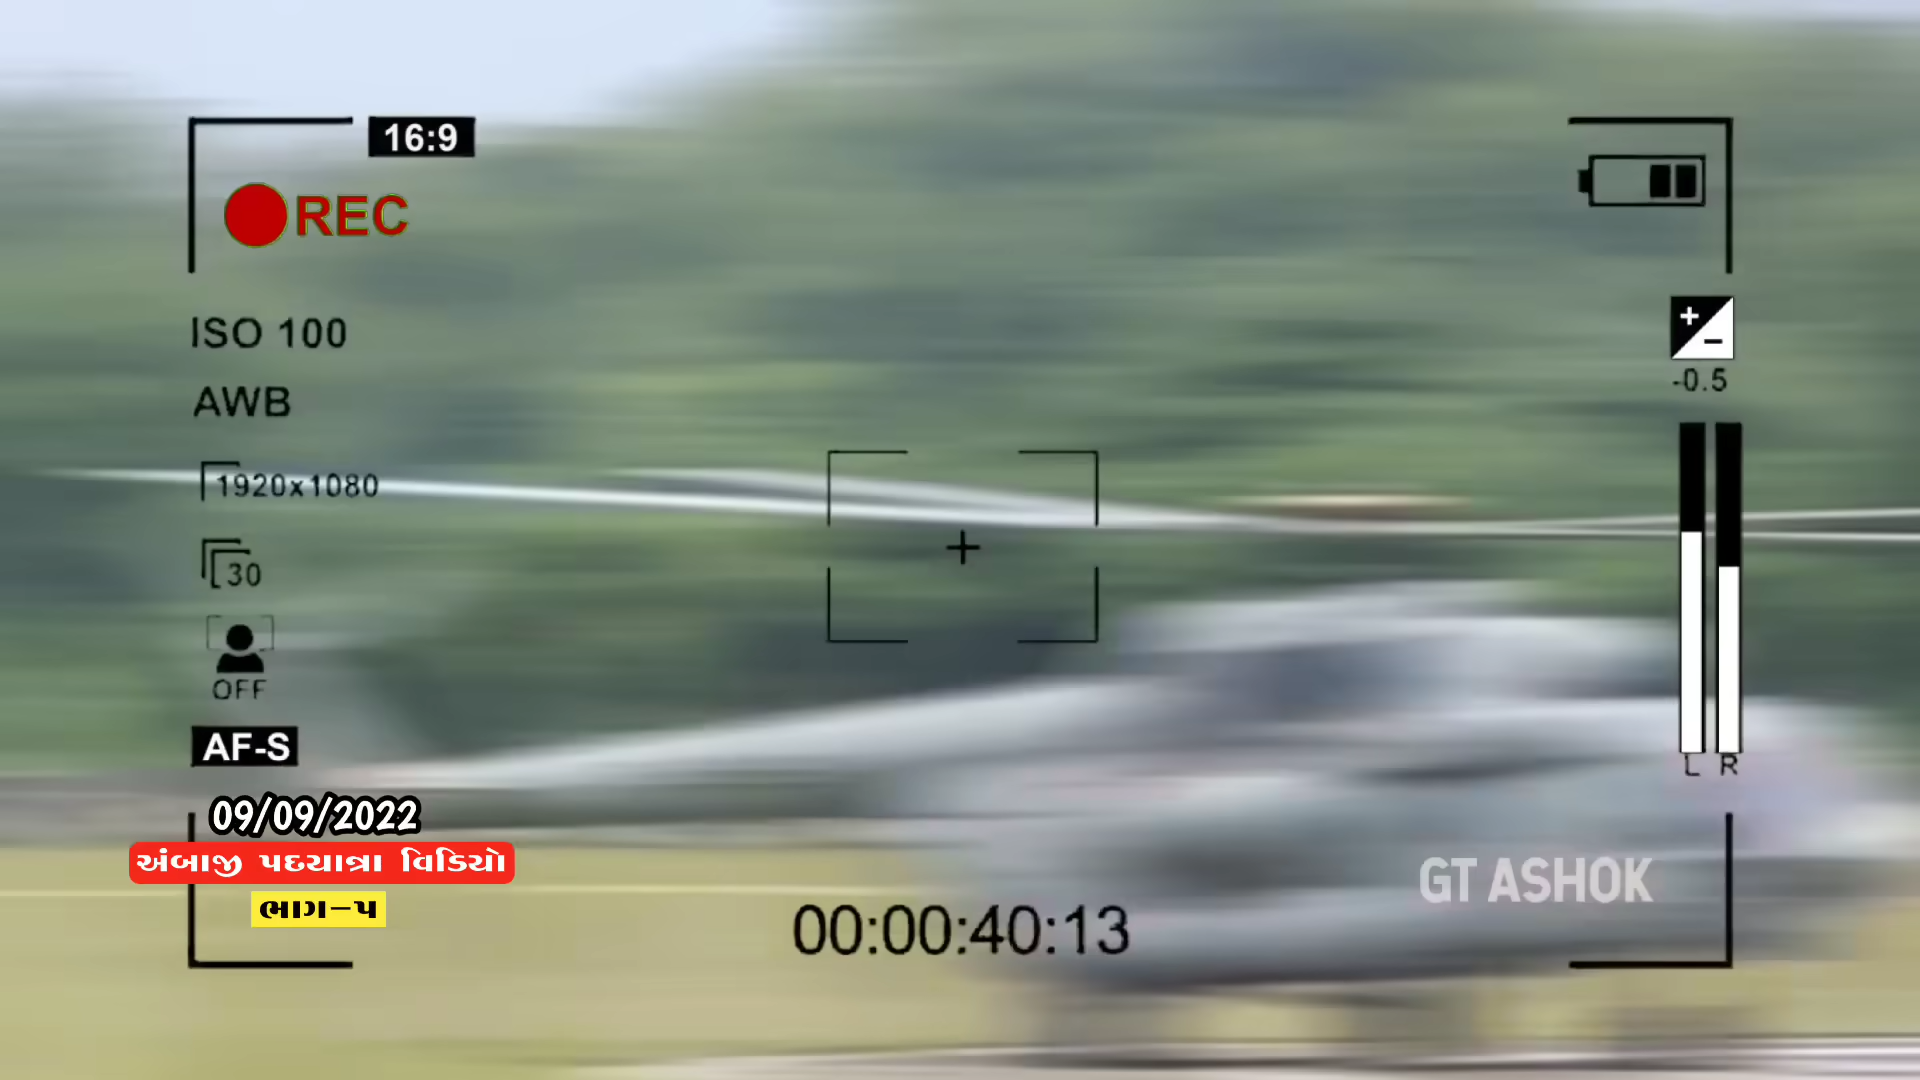 16:9
REC
ISO 100
AWB
1920x1080
30
OFF
AF-S
+
−
-0.5
L R
09/09/2022
અંબાજી પદયાત્રા વિડિયો
ભાગ-૫
GT ASHOK
00:00:40:13